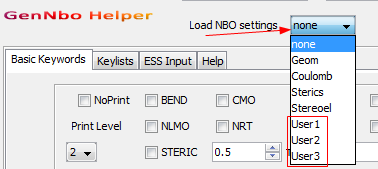 GenNbo Helper
Load NBO settings
none
none
Geom
Coulomb
Sterics
Stereoel
User1
User2
User3
Basic Keywords
Keylists
ESS Input
Help
NoPrint
BEND
CMO
Print Level
NLMO
NRT
2
STERIC
0.5